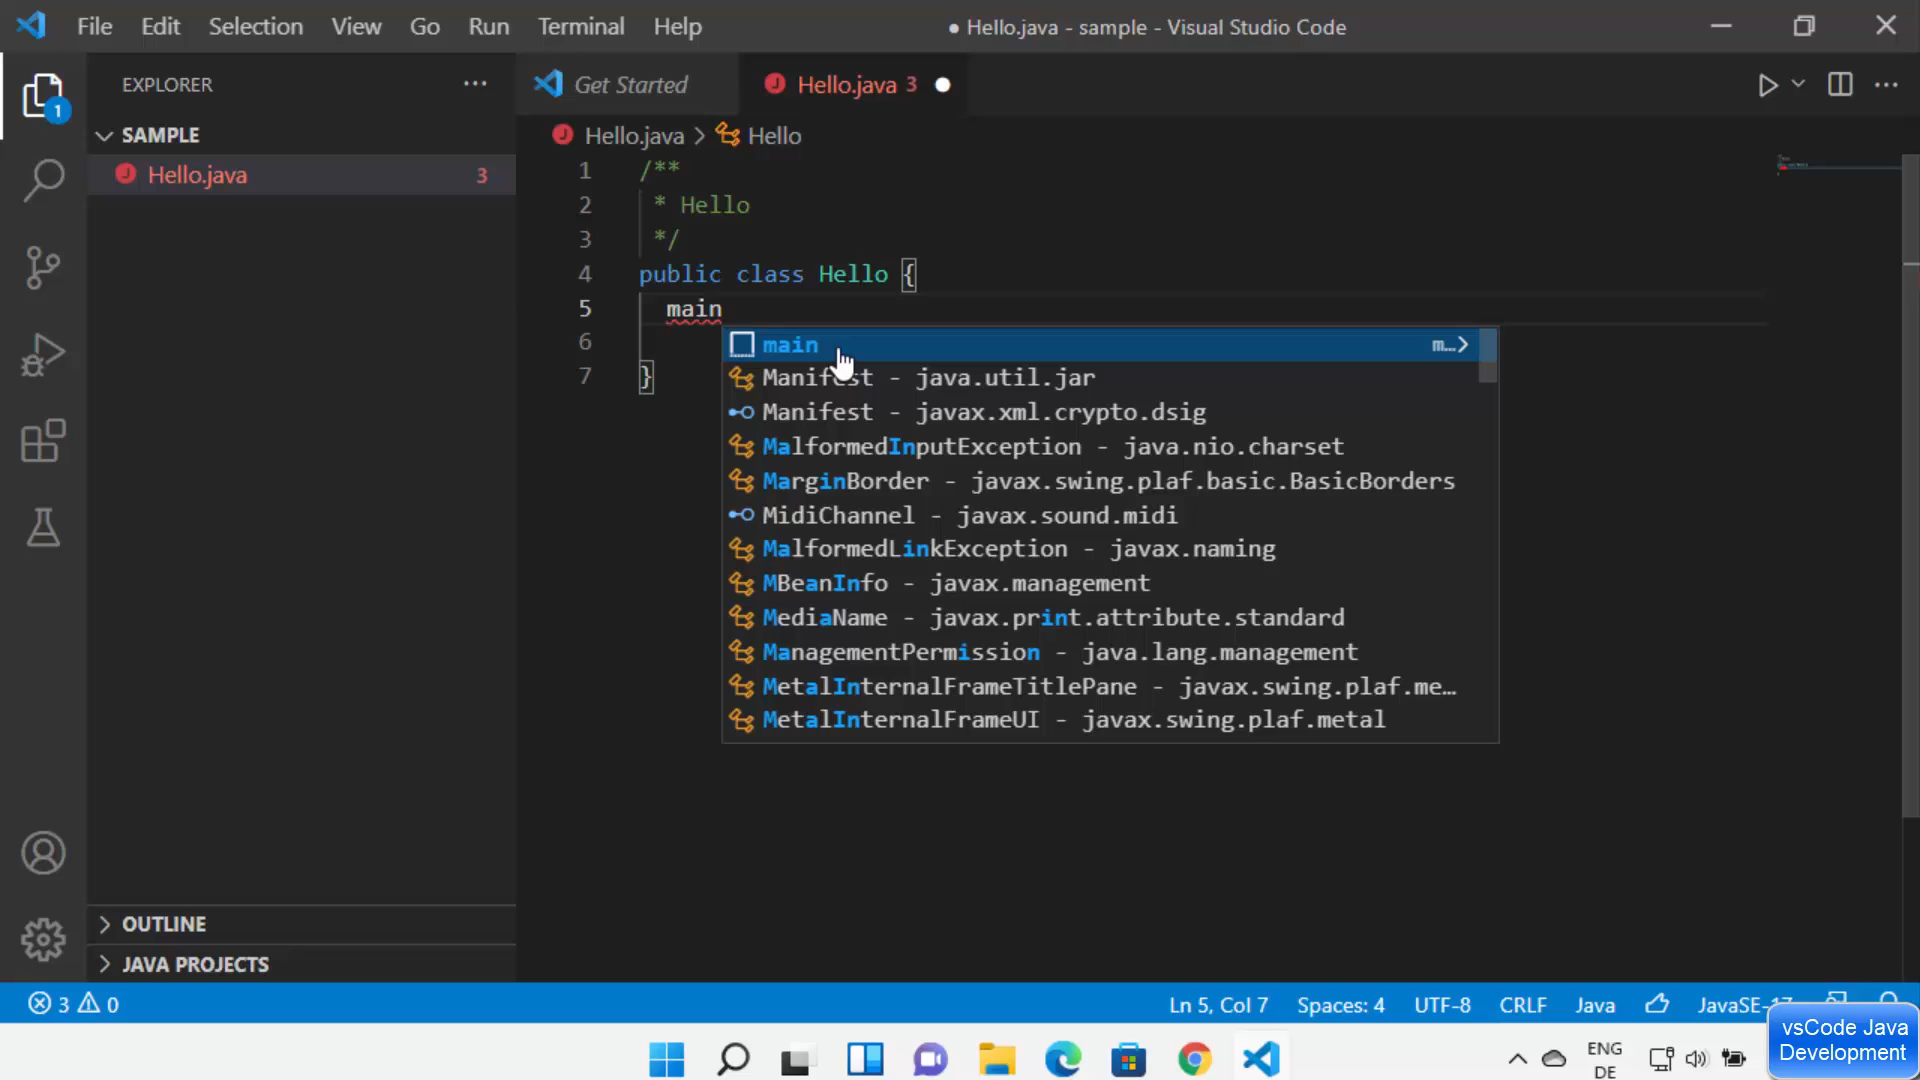 File Edit Selection View Go Run Terminal Help
● Hello.java - sample - Visual Studio Code
EXPLORER
Get Started
Hello.java 3
1
SAMPLE
Hello.java 3
Hello.java > Hello
1 /**
2 * Hello
3 */
4 public class Hello {
5 main
6
7 }
main m...>
Manifest - java.util.jar
Manifest - javax.xml.crypto.dsig
MalformedInputException - java.nio.charset
MarginBorder - javax.swing.plaf.basic.BasicBorders
MidiChannel - javax.sound.midi
MalformedLinkException - javax.naming
MBeanInfo - javax.management
MediaName - javax.print.attribute.standard
ManagementPermission - java.lang.management
MetalInternalFrameTitlePane - javax.swing.plaf.me...
MetalInternalFrameUI - javax.swing.plaf.metal
OUTLINE
JAVA PROJECTS
3 0
Ln 5, Col 7 Spaces: 4 UTF-8 CRLF Java JavaSE-17
vsCode Java
Development
ENG
DE